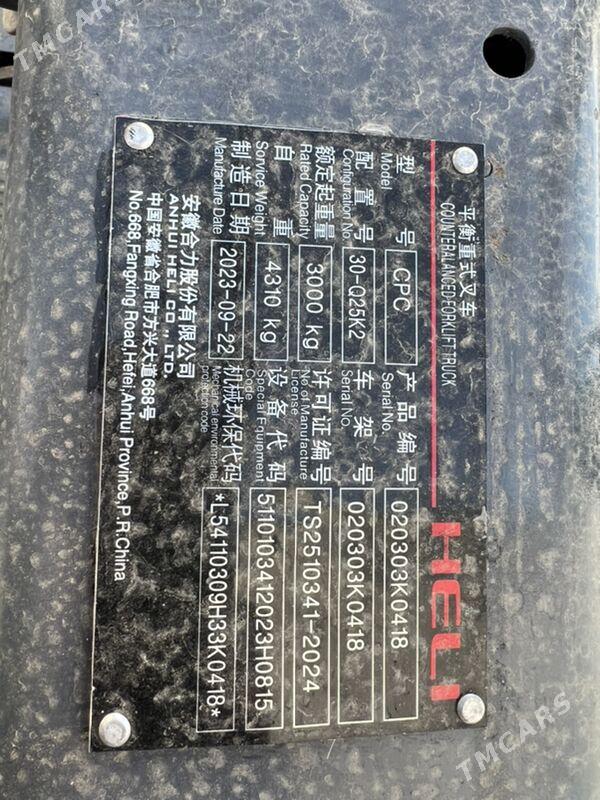 TMCARS
平衡重式叉车
COUNTERALANCED FORKLIFT TRUCK
HELI
型号
Model
CPC
产品编号
Serial No.
020303K0418
配置号
Configuration No.
30-Q25K2
车架号
Serial No.
020303K0418
额定起重量
Rated Capacity
3000 kg
许可证编号
No.of Manufacture
License
TS2510341-2024
自重
Service Weight
4310 kg
设备代码
Special Equipment
Code
5110103412023H0815
制造日期
Manufacture Date
2023-09-22
机械环保代码
Mechanical environmental
protection code
*L54110309H33K0418*
安徽合力股份有限公司
ANHUI HELI CO., LTD.
中国安徽省合肥市方兴大道668号
No.668,Fangxing Road,Hefei,Anhui Province,P.R.China
TMCARS